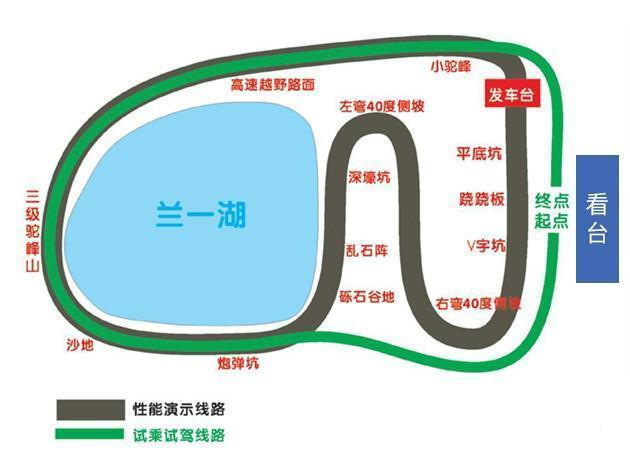 小驼峰
高速越野路面
发车台
左弯40度侧坡
平底坑
深壕坑
跷跷板
终点
起点
看台
三级驼峰山
兰一湖
V字坑
乱石阵
砾石谷地
右弯40度侧坡
沙地
炮弹坑
性能演示线路
试乘试驾线路